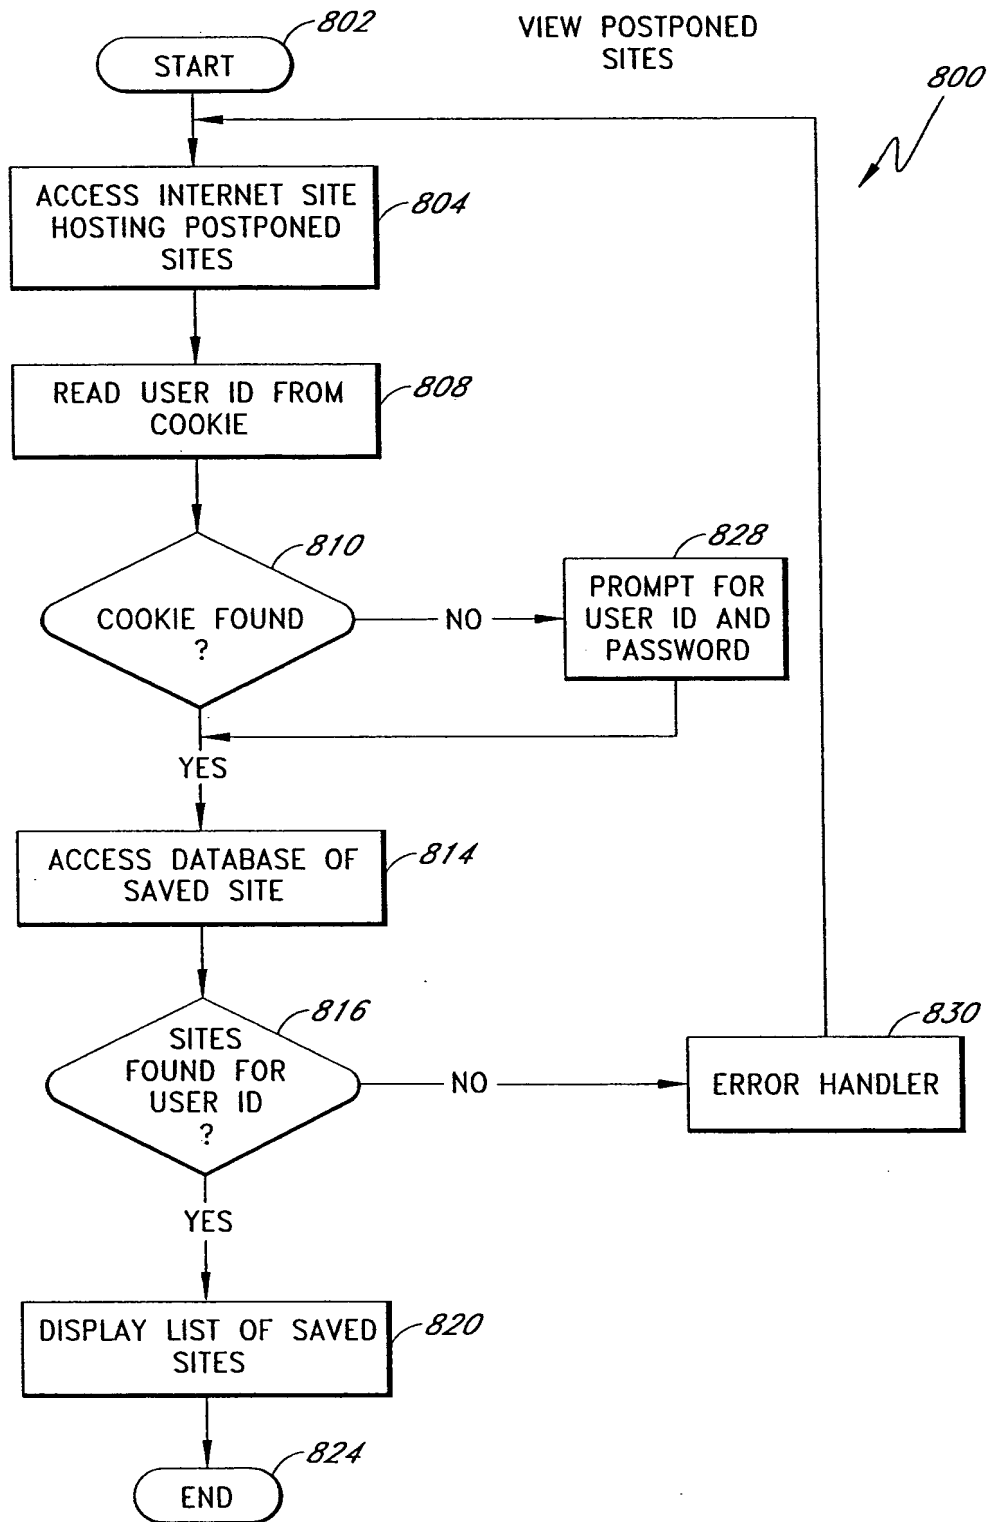 802
VIEW POSTPONED
SITES
START
800
ACCESS INTERNET SITE
HOSTING POSTPONED
SITES
804
READ USER ID FROM
COOKIE
808
810
COOKIE FOUND
?
NO
828
PROMPT FOR
USER ID AND
PASSWORD
YES
ACCESS DATABASE OF
SAVED SITE
814
816
SITES
FOUND FOR
USER ID
?
NO
830
ERROR HANDLER
YES
DISPLAY LIST OF SAVED
SITES
820
824
END